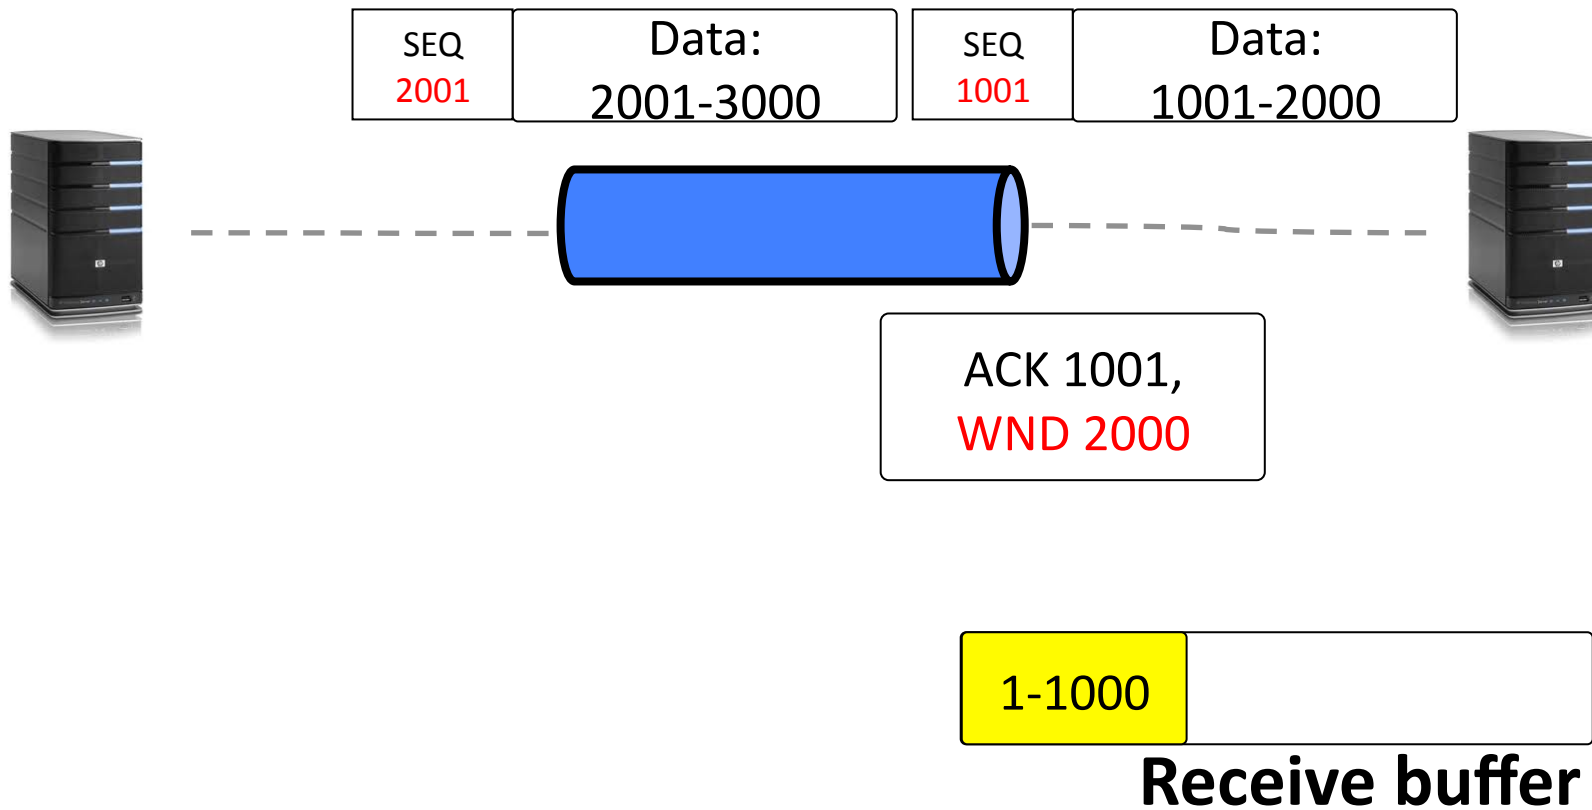 SEQ
2001
Data:
2001-3000
SEQ
1001
Data:
1001-2000
ACK 1001,
WND 2000
1-1000
Receive buffer